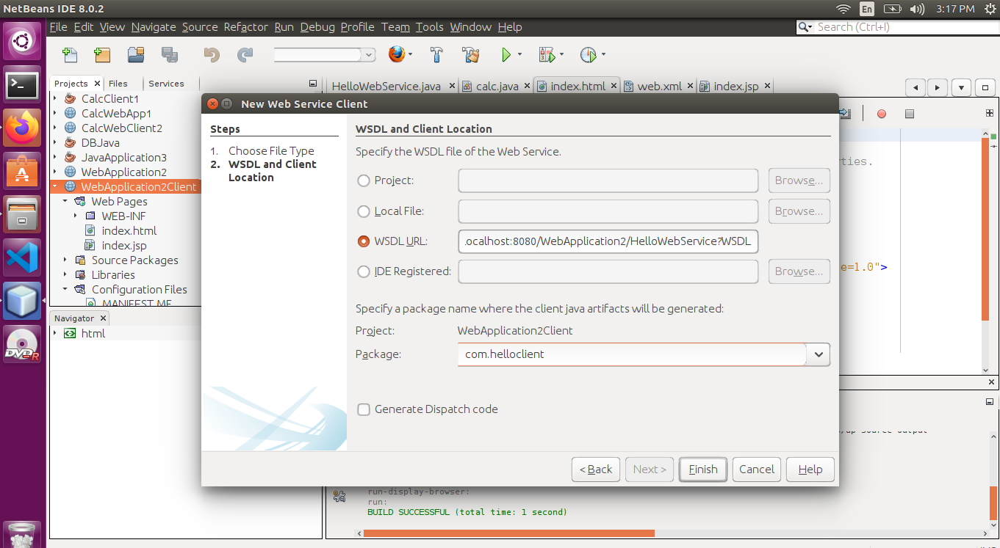 NetBeans IDE 8.0.2
En
3:17 PM
File Edit View Navigate Source Refactor Run Debug Profile Team Tools Window Help
Search (Ctrl+I)
Projects Files Services
HelloWebService.java calc.java index.html web.xml index.jsp
CalcClient1
CalcWebApp1
CalcWebClient2
DBJava
JavaApplication3
WebApplication2
WebApplication2Client
Web Pages
WEB-INF
index.html
index.jsp
Source Packages
Libraries
Configuration Files
MANIFEST.MF
Navigator
html
New Web Service Client
Steps
1. Choose File Type
2. WSDL and Client
Location
WSDL and Client Location
Specify the WSDL file of the Web Service.
Project: Browse...
Local File: Browse...
WSDL URL: ocalhost:8080/WebApplication2/HelloWebService?WSDL
IDE Registered: Browse...
Specify a package name where the client java artifacts will be generated:
Project: WebApplication2Client
Package: com.helloclient
Generate Dispatch code
< Back Next > Finish Cancel Help
ties.
e=1.0">
run-display-browser:
run:
BUILD SUCCESSFUL (total time: 1 second)
DVD-R